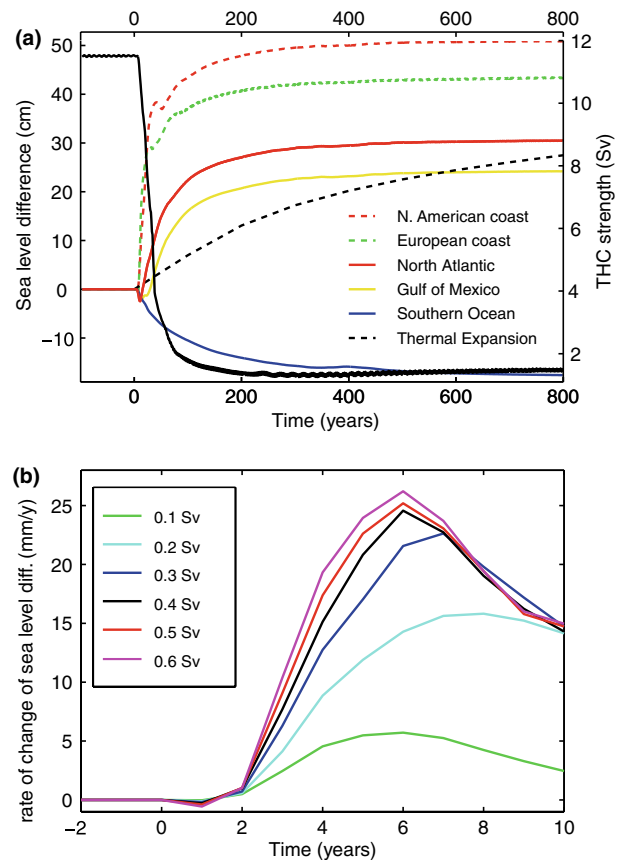 0 200 400 600 800
(a)
50
40
30
20
10
0
−10
Sea level difference (cm)
12
10
8
6
4
2
THC strength (Sv)
N. American coast
European coast
North Atlantic
Gulf of Mexico
Southern Ocean
Thermal Expansion
0 200 400 600 800
Time (years)
(b)
25
20
15
10
5
0
rate of change of sea level diff. (mm/y)
0.1 Sv
0.2 Sv
0.3 Sv
0.4 Sv
0.5 Sv
0.6 Sv
−2 0 2 4 6 8 10
Time (years)